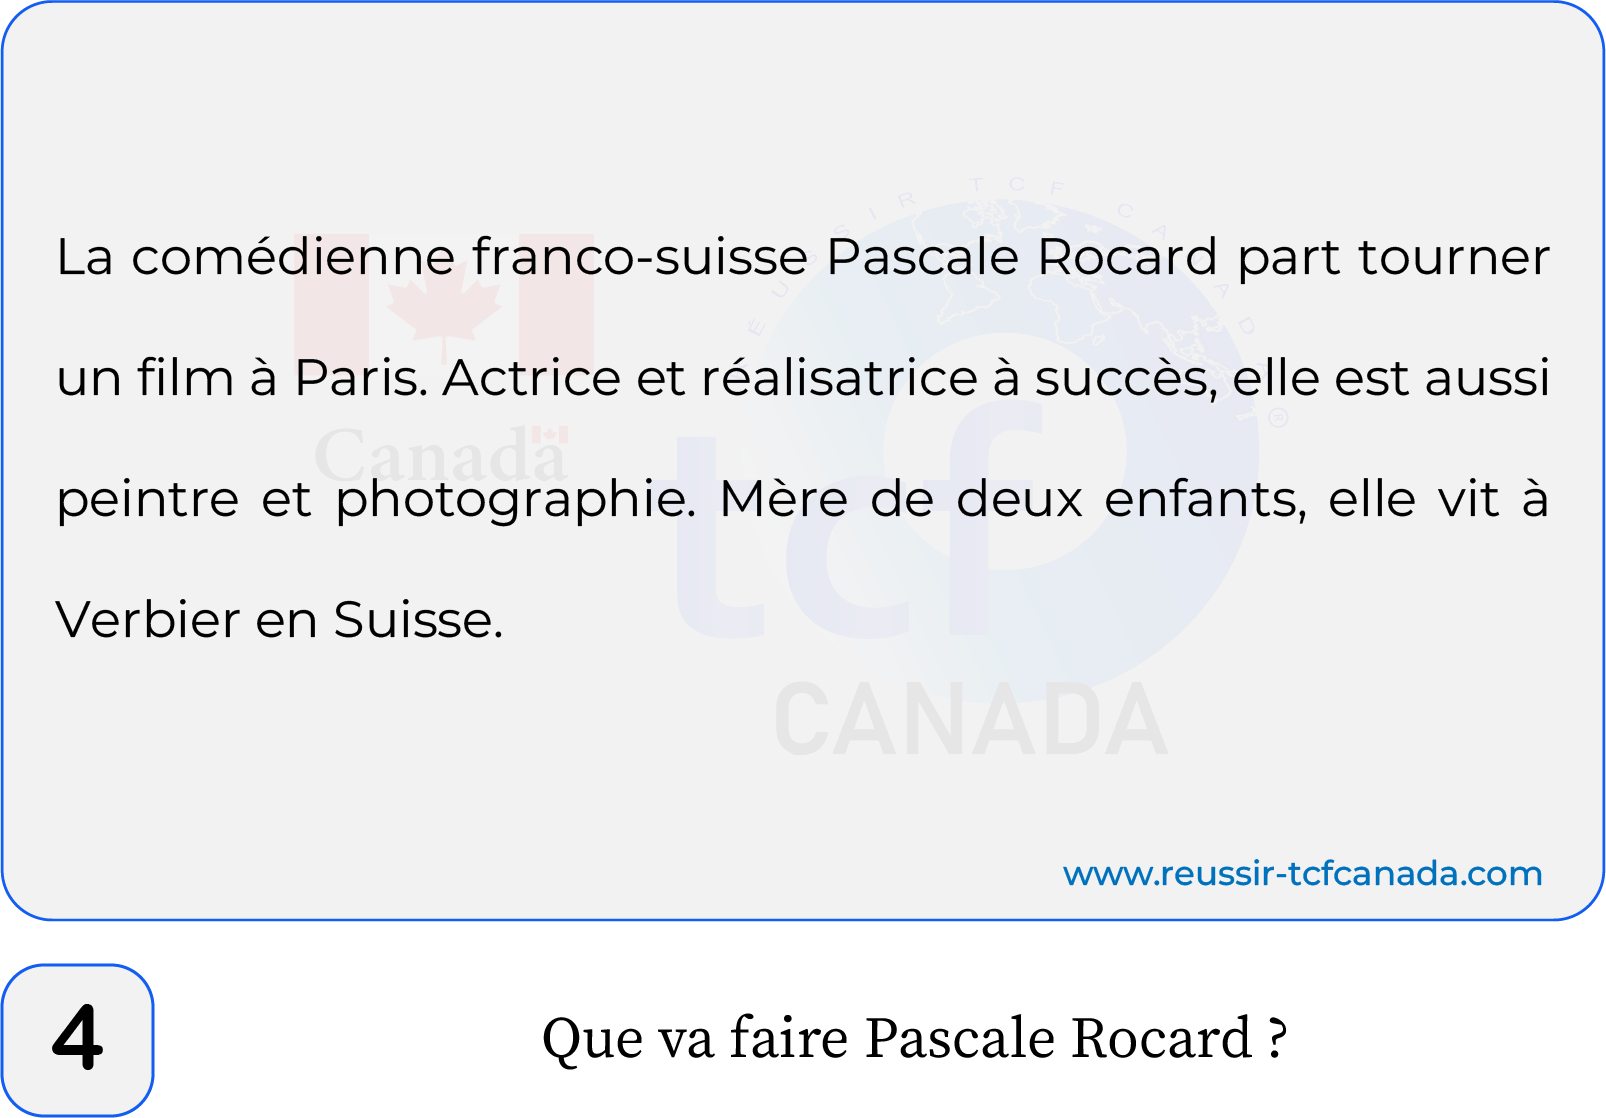 RÉUSSIR TCF CANADA
®
La comédienne franco-suisse Pascale Rocard part tourner
un film à Paris. Actrice et réalisatrice à succès, elle est aussi
Canada
peintre et photographie. Mère de deux enfants, elle vit à
tcf
Verbier en Suisse.
CANADA
www.reussir-tcfcanada.com
4
Que va faire Pascale Rocard ?